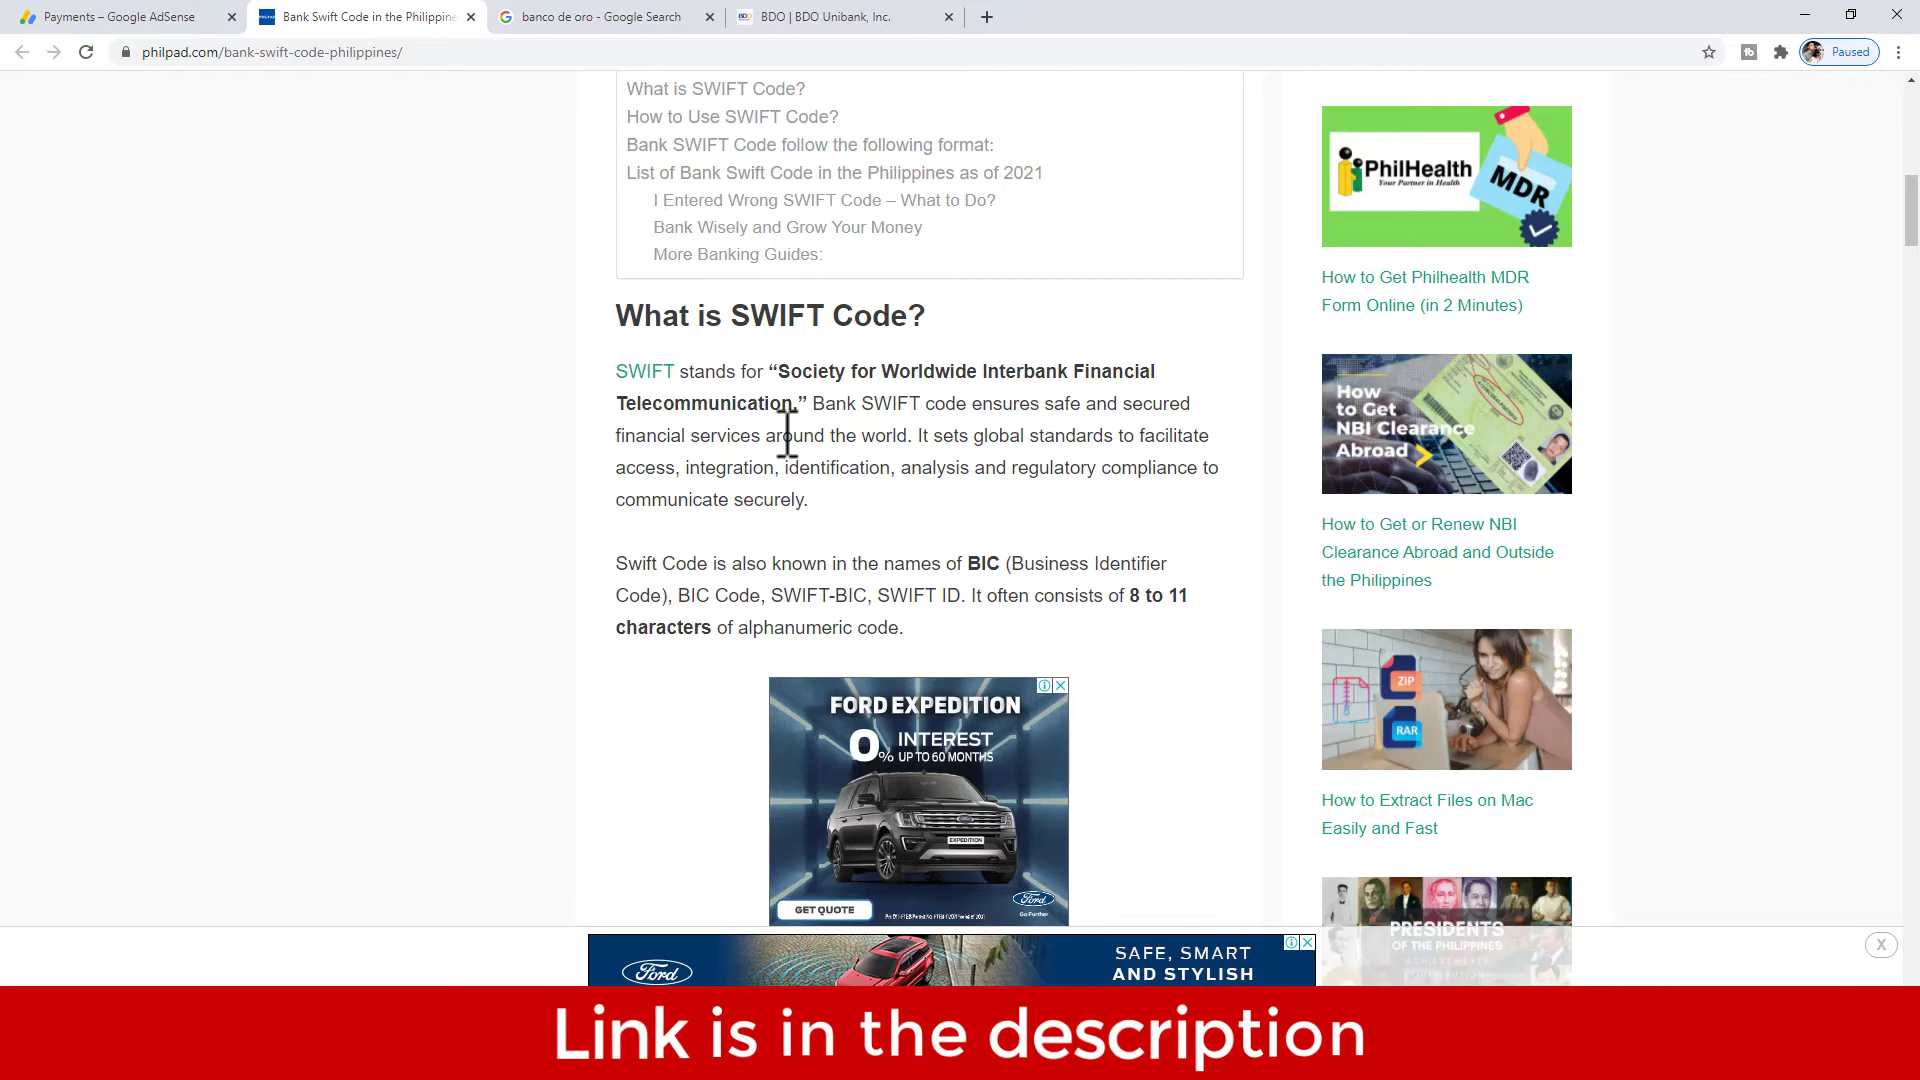 Payments – Google AdSense
Bank Swift Code in the Philippine
banco de oro - Google Search
BDO | BDO Unibank, Inc.
philpad.com/bank-swift-code-philippines/
Paused
What is SWIFT Code?
How to Use SWIFT Code?
Bank SWIFT Code follow the following format:
List of Bank Swift Code in the Philippines as of 2021
I Entered Wrong SWIFT Code – What to Do?
Bank Wisely and Grow Your Money
More Banking Guides:
What is SWIFT Code?
SWIFT stands for “Society for Worldwide Interbank Financial
Telecommunication.” Bank SWIFT code ensures safe and secured
financial services around the world. It sets global standards to facilitate
access, integration, identification, analysis and regulatory compliance to
communicate securely.
Swift Code is also known in the names of BIC (Business Identifier
Code), BIC Code, SWIFT-BIC, SWIFT ID. It often consists of 8 to 11
characters of alphanumeric code.
FORD EXPEDITION
0% INTEREST
UP TO 60 MONTHS
EXPEDITION
GET QUOTE
Ford
Go Further
Ford
SAFE, SMART
AND STYLISH
PhilHealth
Your Partner in Health
MDR
How to Get Philhealth MDR
Form Online (in 2 Minutes)
How
to Get
NBI Clearance
Abroad
How to Get or Renew NBI
Clearance Abroad and Outside
the Philippines
ZIP
RAR
How to Extract Files on Mac
Easily and Fast
PRESIDENTS
OF THE PHILIPPINES
X
Link is in the description